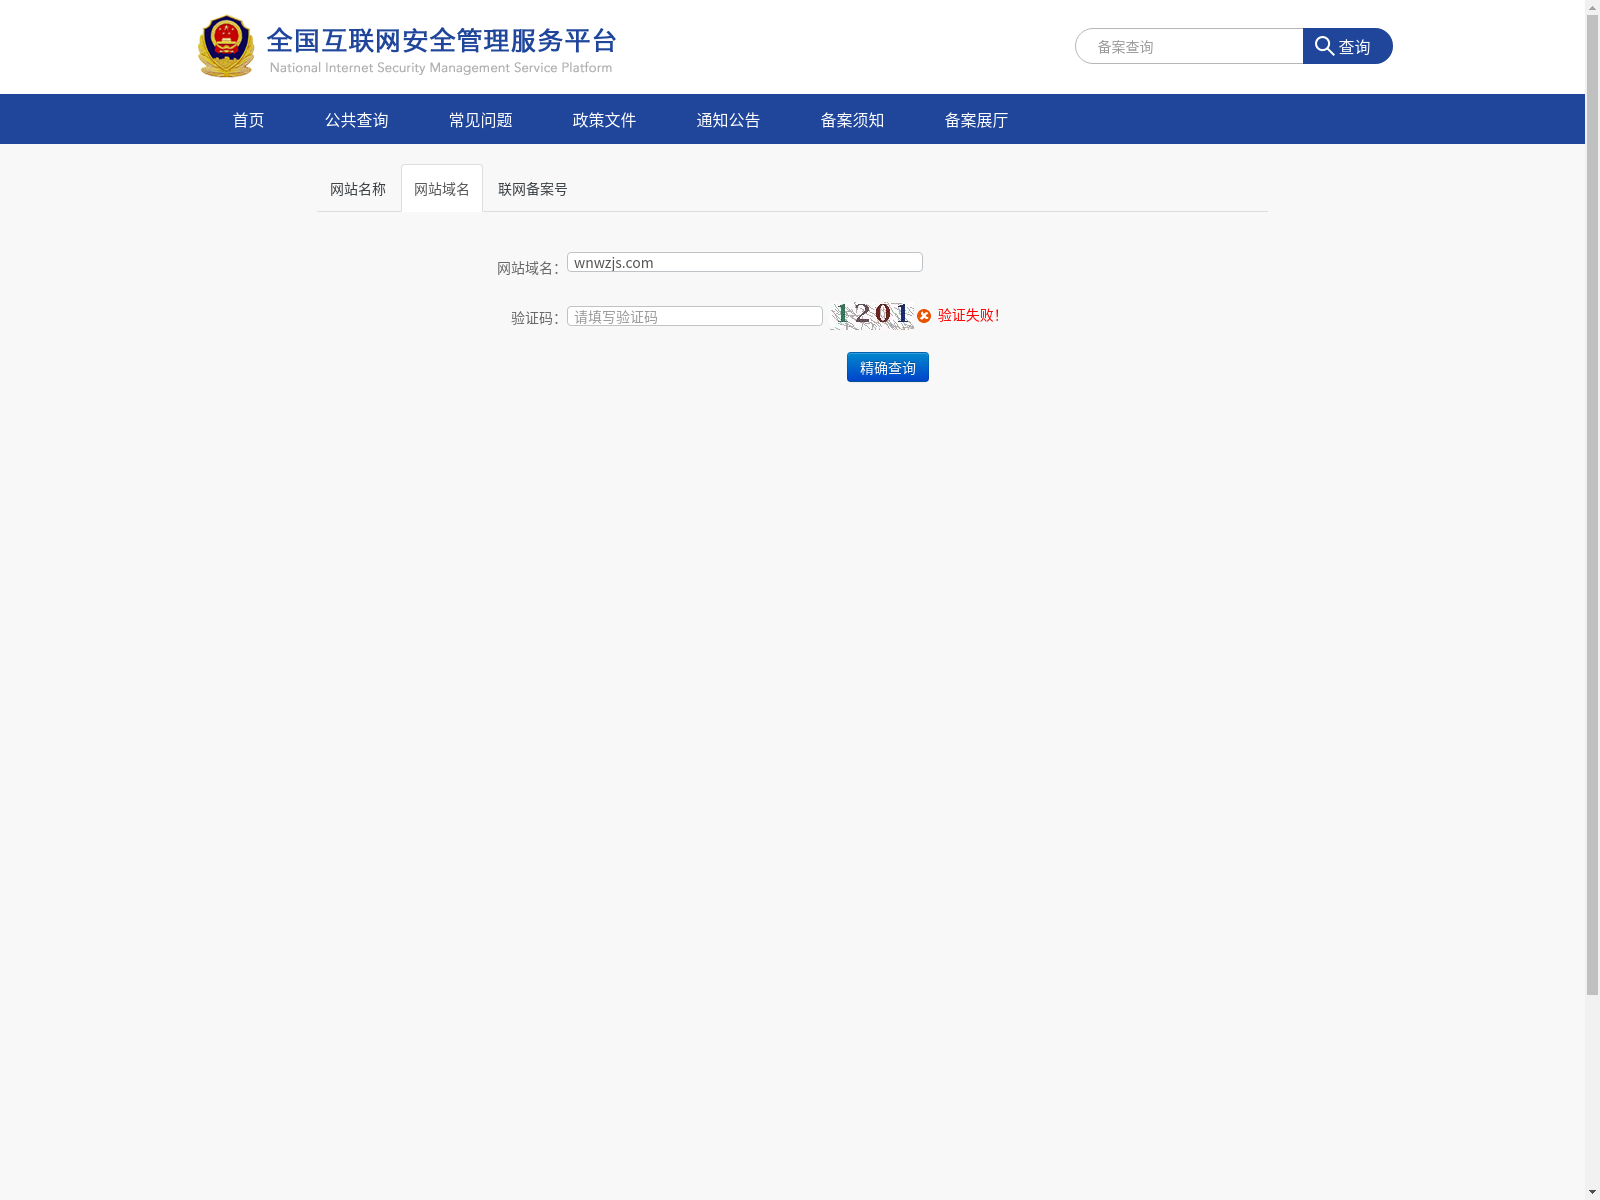 全国互联网安全管理服务平台
National Internet Security Management Service Platform
备案查询
查询
首页 公共查询 常见问题 政策文件 通知公告 备案须知 备案展厅
网站名称 网站域名 联网备案号
网站域名： wnwzjs.com
验证码： 请填写验证码 1201 验证失败！
精确查询